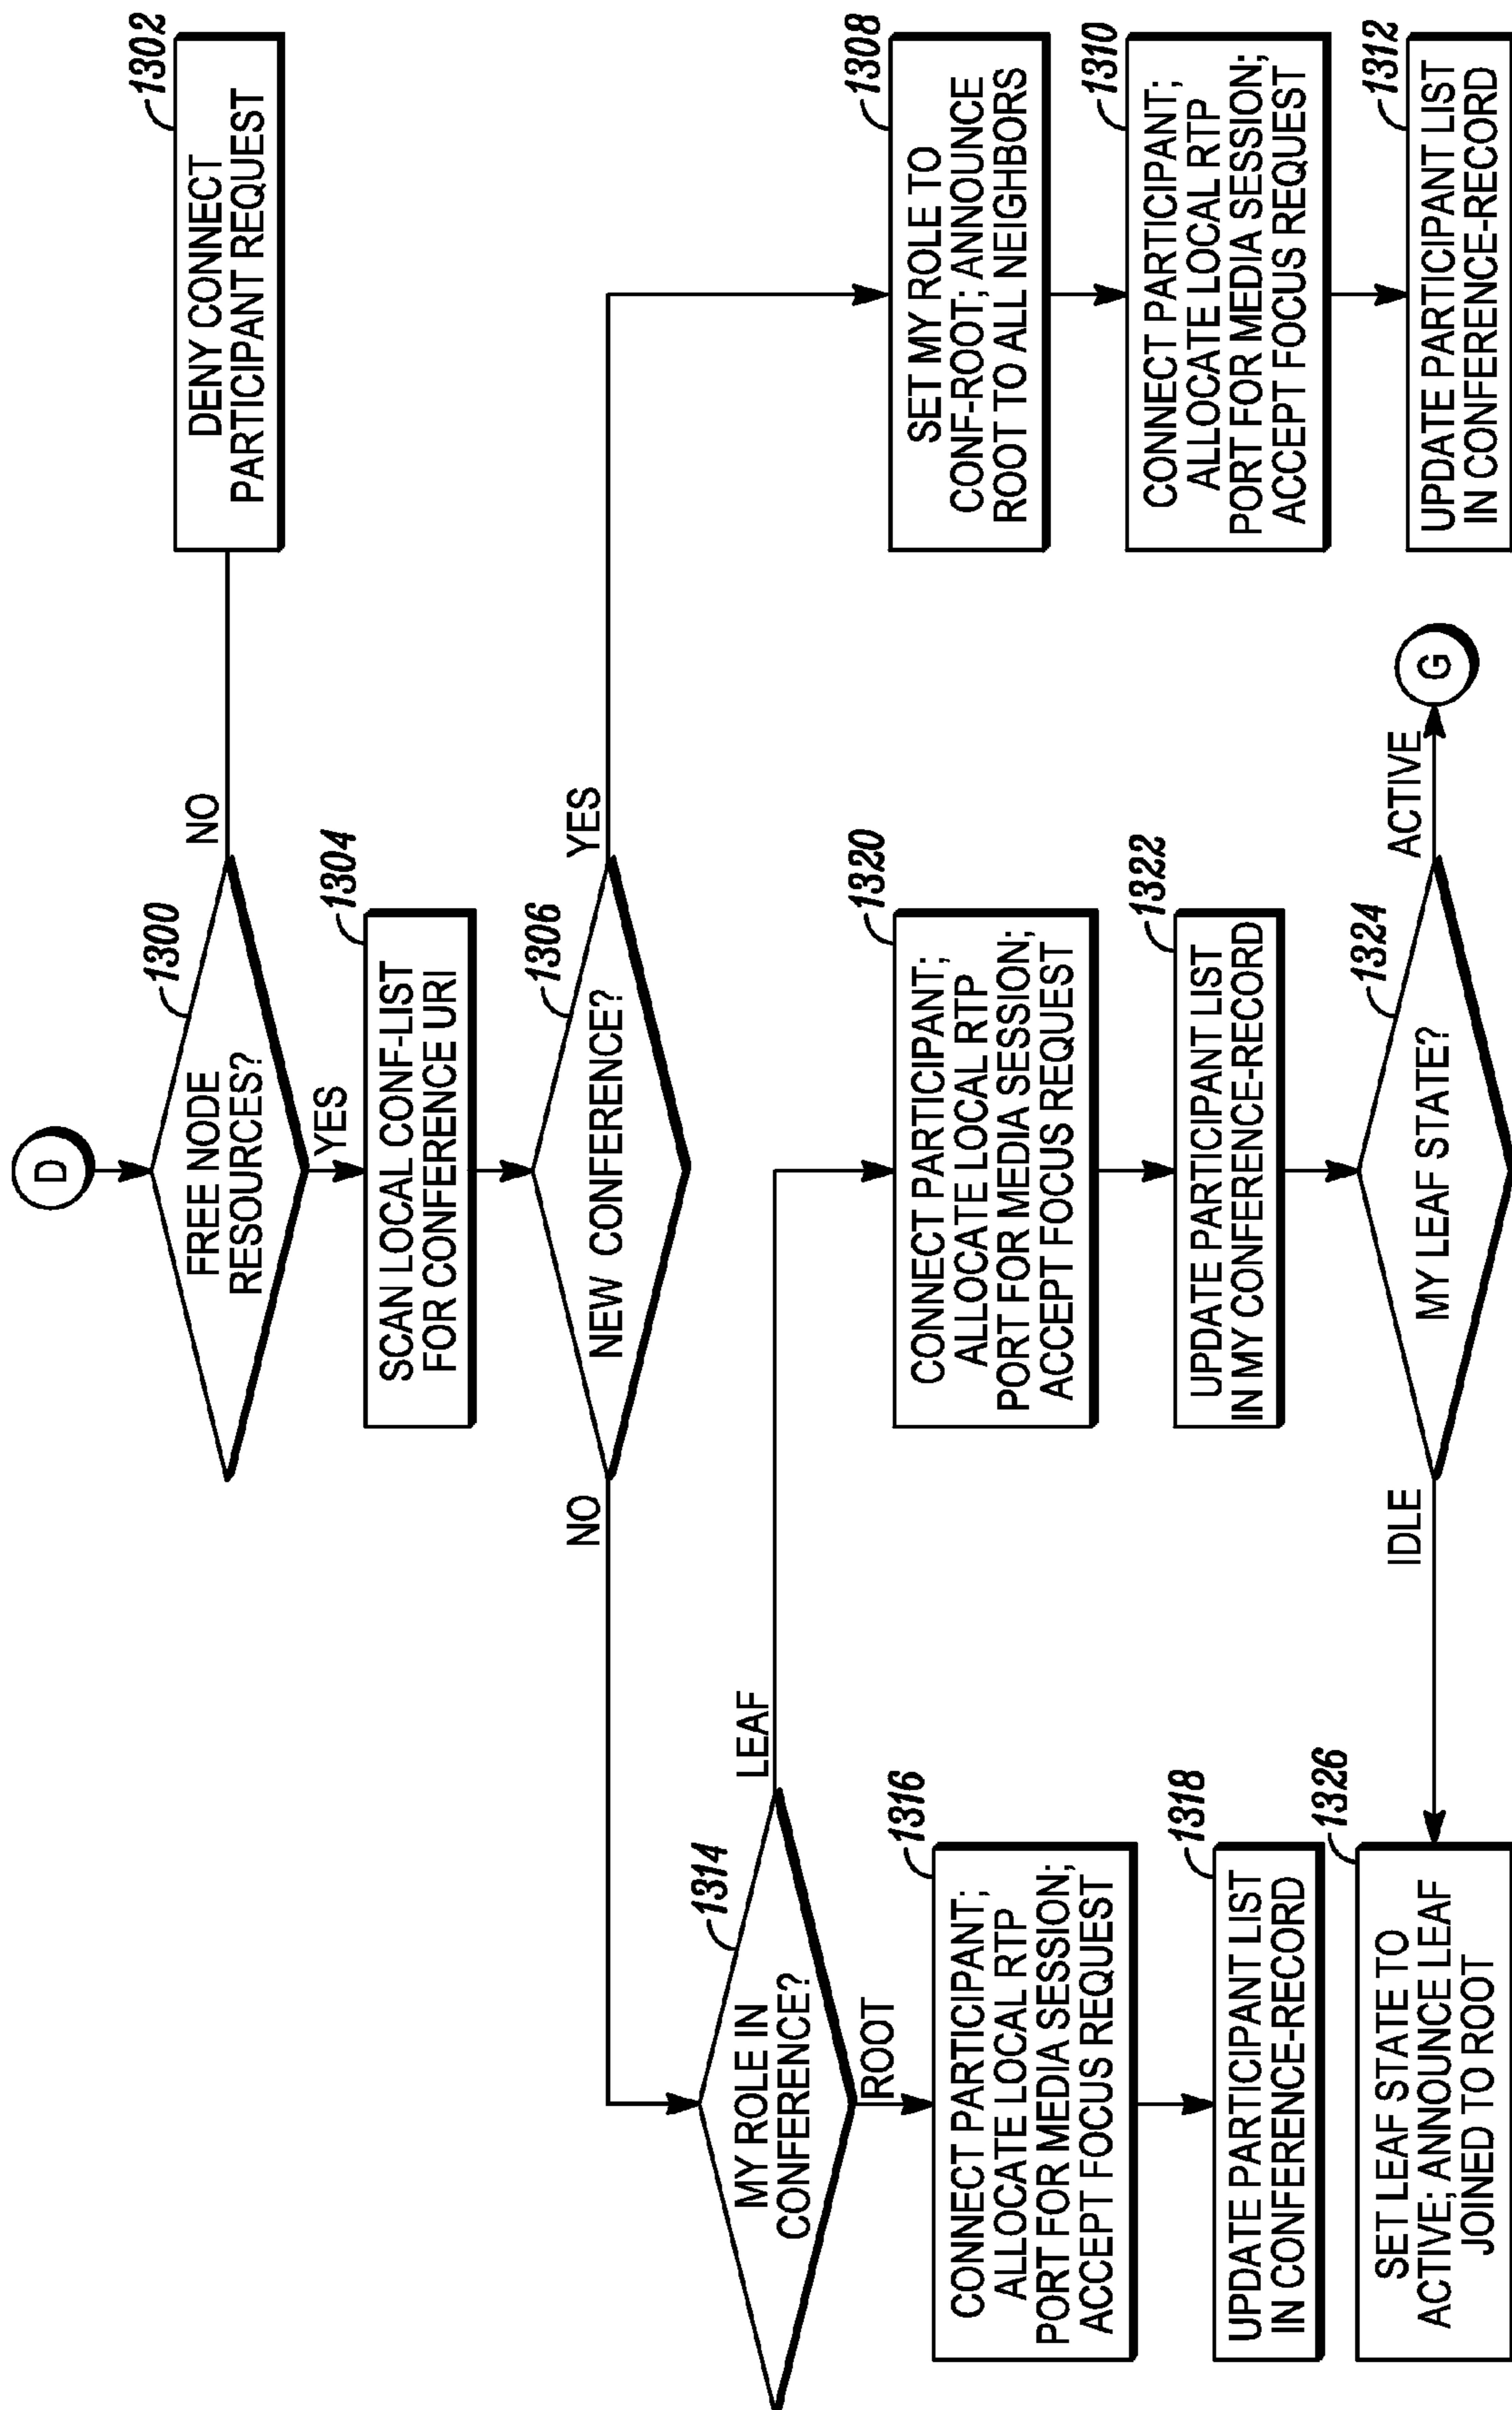 D
1300
FREE NODE
RESOURCES?
NO
1302
DENY CONNECT
PARTICIPANT REQUEST
YES
1304
SCAN LOCAL CONF-LIST
FOR CONFERENCE URI
1306
NEW CONFERENCE?
YES
1308
SET MY ROLE TO
CONF-ROOT; ANNOUNCE
ROOT TO ALL NEIGHBORS
1310
CONNECT PARTICIPANT;
ALLOCATE LOCAL RTP
PORT FOR MEDIA SESSION;
ACCEPT FOCUS REQUEST
1312
UPDATE PARTICIPANT LIST
IN CONFERENCE-RECORD
NO
1314
MY ROLE IN
CONFERENCE?
ROOT
1316
CONNECT PARTICIPANT;
ALLOCATE LOCAL RTP
PORT FOR MEDIA SESSION;
ACCEPT FOCUS REQUEST
1318
UPDATE PARTICIPANT LIST
IN CONFERENCE-RECORD
LEAF
1320
CONNECT PARTICIPANT;
ALLOCATE LOCAL RTP
PORT FOR MEDIA SESSION;
ACCEPT FOCUS REQUEST
1322
UPDATE PARTICIPANT LIST
IN MY CONFERENCE-RECORD
1324
MY LEAF STATE?
IDLE
1326
SET LEAF STATE TO
ACTIVE; ANNOUNCE LEAF
JOINED TO ROOT
ACTIVE
G